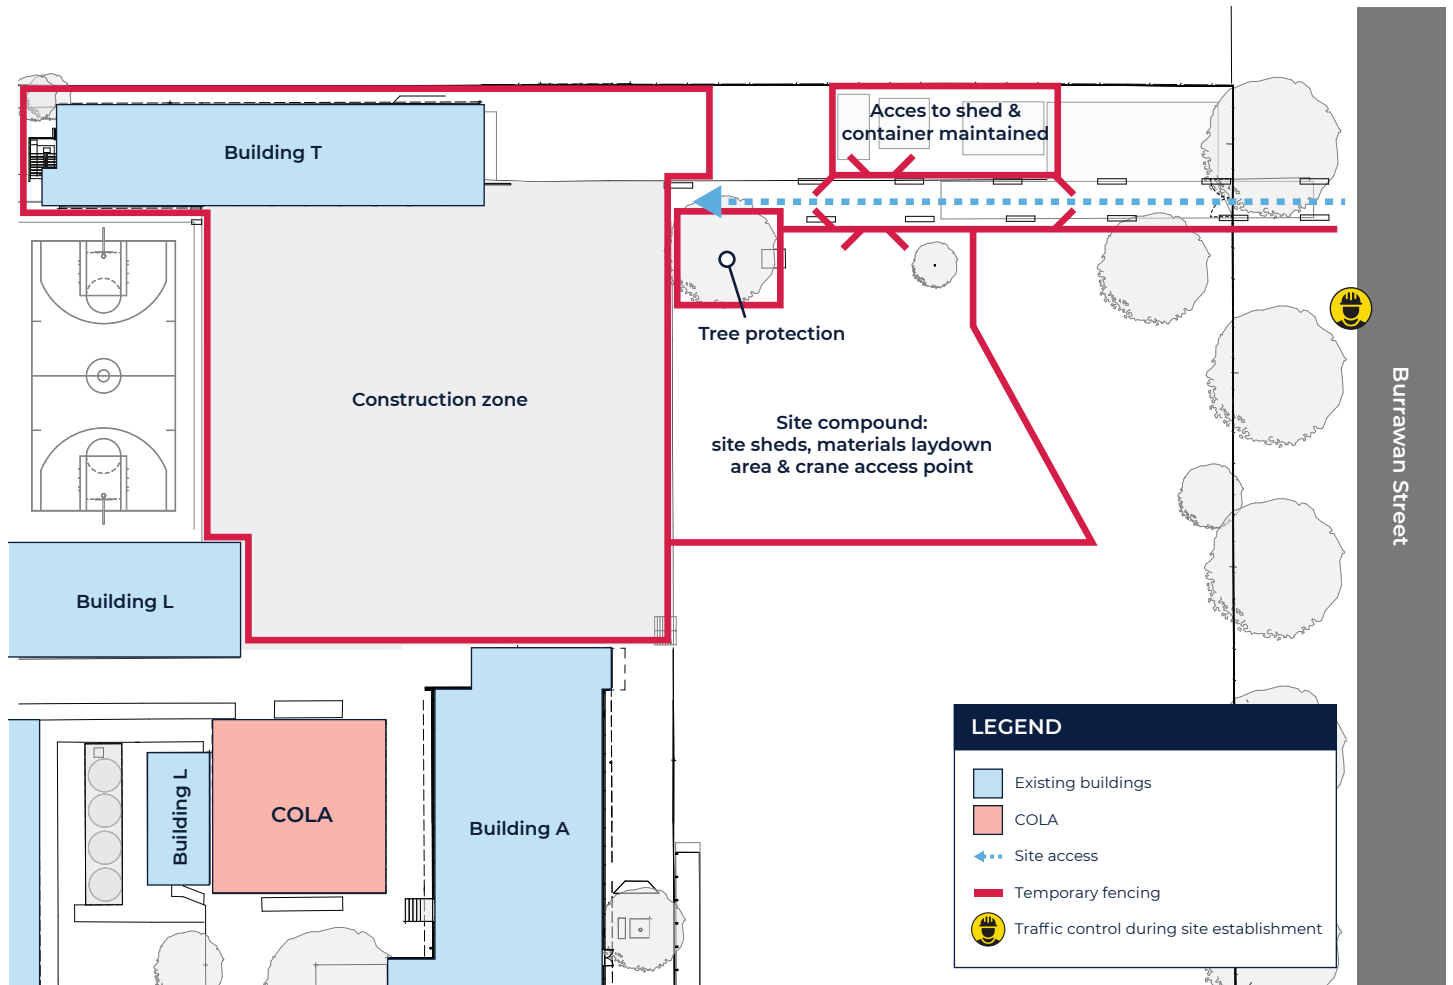 Acces to shed &
container maintained
Building T
Tree protection
Construction zone
Site compound:
site sheds, materials laydown
area & crane access point
Burrawan Street
Building L
Building L
COLA
Building A
LEGEND
Existing buildings
COLA
Site access
Temporary fencing
Traffic control during site establishment